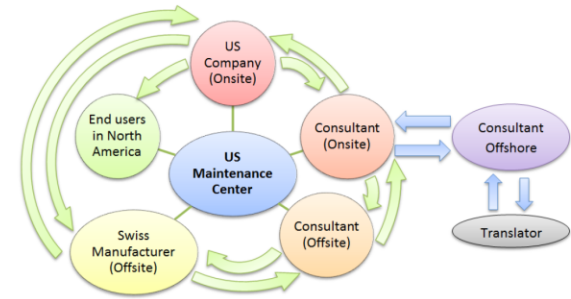 US
Company
(Onsite)
End users
in North
America
Consultant
(Onsite)
Consultant
Offshore
US
Maintenance
Center
Swiss
Manufacturer
(Offsite)
Consultant
(Offsite)
Translator